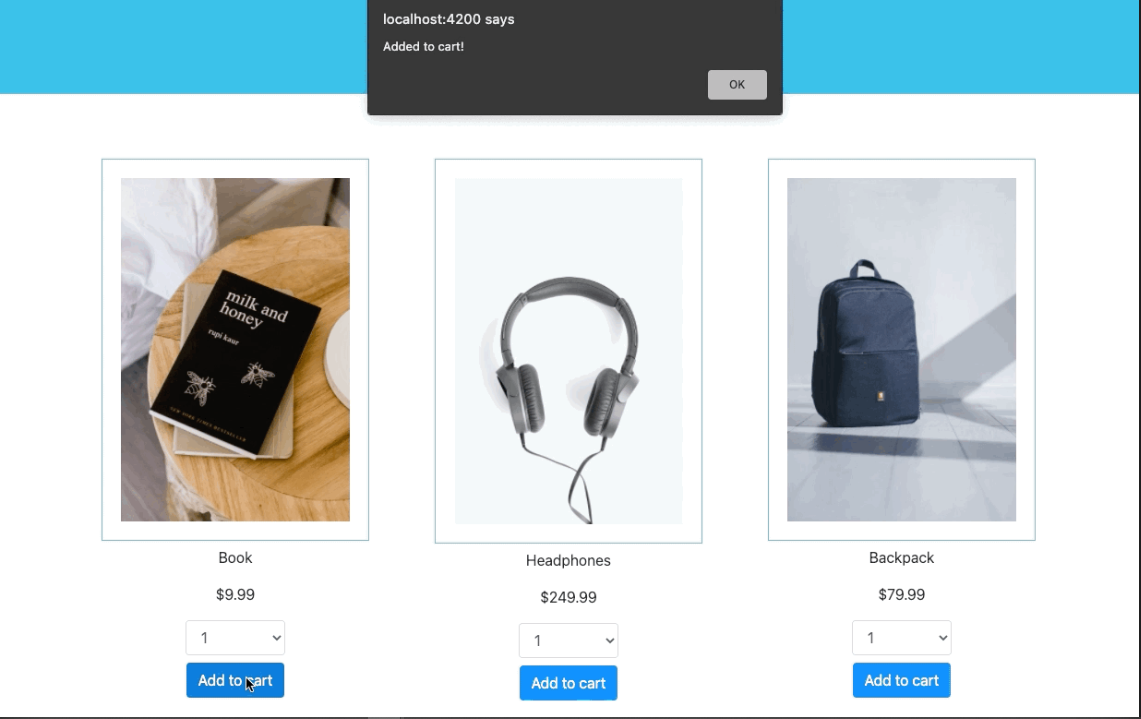 localhost:4200 says
Added to cart!
OK
milk and
honey
rupi kaur
NEW YORK TIMES BESTSELLER
Book
Headphones
Backpack
$9.99
$249.99
$79.99
1
1
1
Add to cart
Add to cart
Add to cart